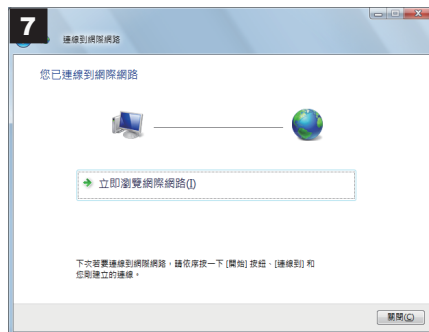 7
連線到網際網路
您已連線到網際網路
立即瀏覽網際網路(I)
下次若要連線到網際網路，請依序按一下 [開始] 按鈕、[連線到] 和
您剛建立的連線。
關閉(C)